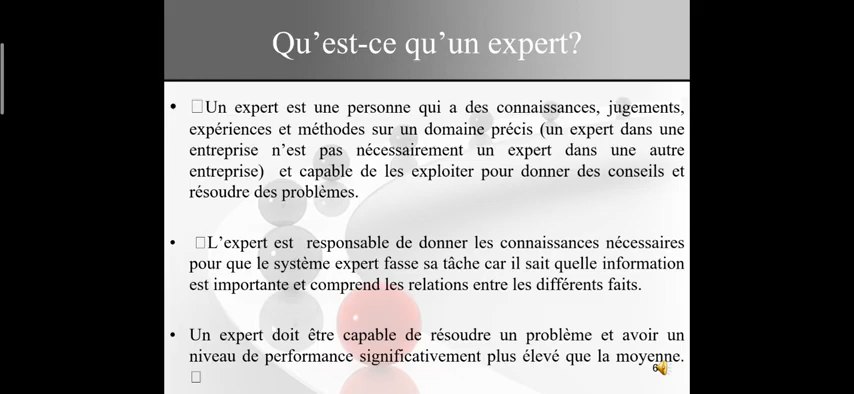 Qu’est-ce qu’un expert?
• □Un expert est une personne qui a des connaissances, jugements,
expériences et méthodes sur un domaine précis (un expert dans une
entreprise n’est pas nécessairement un expert dans une autre
entreprise) et capable de les exploiter pour donner des conseils et
résoudre des problèmes.
• □L’expert est responsable de donner les connaissances nécessaires
pour que le système expert fasse sa tâche car il sait quelle information
est importante et comprend les relations entre les différents faits.
• Un expert doit être capable de résoudre un problème et avoir un
niveau de performance significativement plus élevé que la moyenne.
□
6